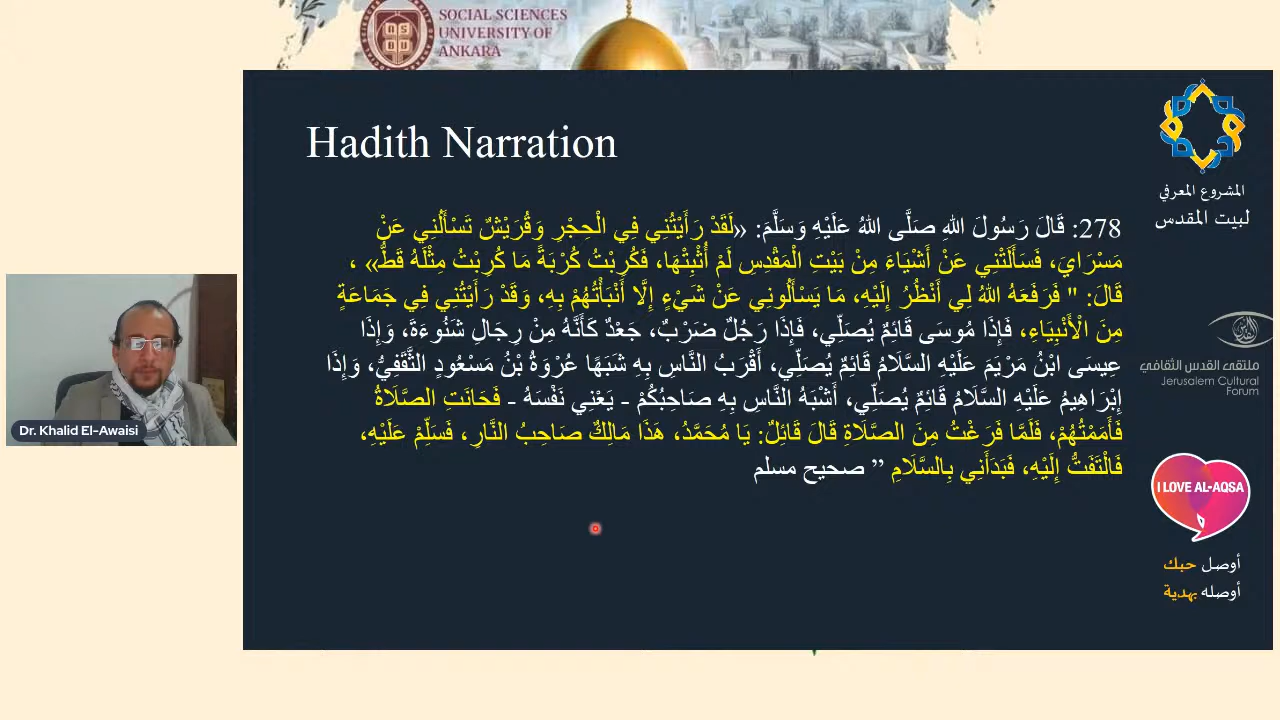 SOCIAL SCIENCES
UNIVERSITY OF
ANKARA
Hadith Narration
278: قَالَ رَسُولَ اللهِ صَلَّى اللهُ عَلَيْهِ وَسَلَّمَ: «لَقَدْ رَأَيْتُنِي فِي الْحِجْرِ وَقُرَيْشٌ تَسْأَلُنِي عَنْ
مَسْرَايَ، فَسَأَلَتْنِي عَنْ أَشْيَاءَ مِنْ بَيْتِ الْمَقْدِسِ لَمْ أُثْبِتْهَا، فَكُرِبْتُ كُرْبَةً مَا كُرِبْتُ مِثْلَهُ قَطُّ» ،
قَالَ: " فَرَفَعَهُ اللهُ لِي أَنْظُرُ إِلَيْهِ، مَا يَسْأَلُونِي عَنْ شَيْءٍ إِلَّا أَنْبَأْتُهُمْ بِهِ، وَقَدْ رَأَيْتُنِي فِي جَمَاعَةٍ
مِنَ الْأَنْبِيَاءِ، فَإِذَا مُوسَى قَائِمٌ يُصَلِّي، فَإِذَا رَجُلٌ ضَرْبٌ، جَعْدٌ كَأَنَّهُ مِنْ رِجَالِ شَنُوءَةَ، وَإِذَا
عِيسَى ابْنُ مَرْيَمَ عَلَيْهِ السَّلَامُ قَائِمٌ يُصَلِّي، أَقْرَبُ النَّاسِ بِهِ شَبَهًا عُرْوَةُ بْنُ مَسْعُودٍ الثَّقَفِيُّ، وَإِذَا
إِبْرَاهِيمُ عَلَيْهِ السَّلَامُ قَائِمٌ يُصَلِّي، أَشْبَهُ النَّاسِ بِهِ صَاحِبُكُمْ - يَعْنِي نَفْسَهُ - فَحَانَتِ الصَّلَاةُ
فَأَمَمْتُهُمْ، فَلَمَّا فَرَغْتُ مِنَ الصَّلَاةِ قَالَ قَائِلٌ: يَا مُحَمَّدُ، هَذَا مَالِكٌ صَاحِبُ النَّارِ، فَسَلِّمْ عَلَيْهِ،
فَالْتَفَتُّ إِلَيْهِ، فَبَدَأَنِي بِالسَّلَامِ ” صحيح مسلم
المشروع المعرفي
لبيت المقدس
ملتقى القدس الثقافي
Jerusalem Cultural
Forum
I LOVE AL-AQSA
أوصل حبك
أوصله بهدية
Dr. Khalid El-Awaisi